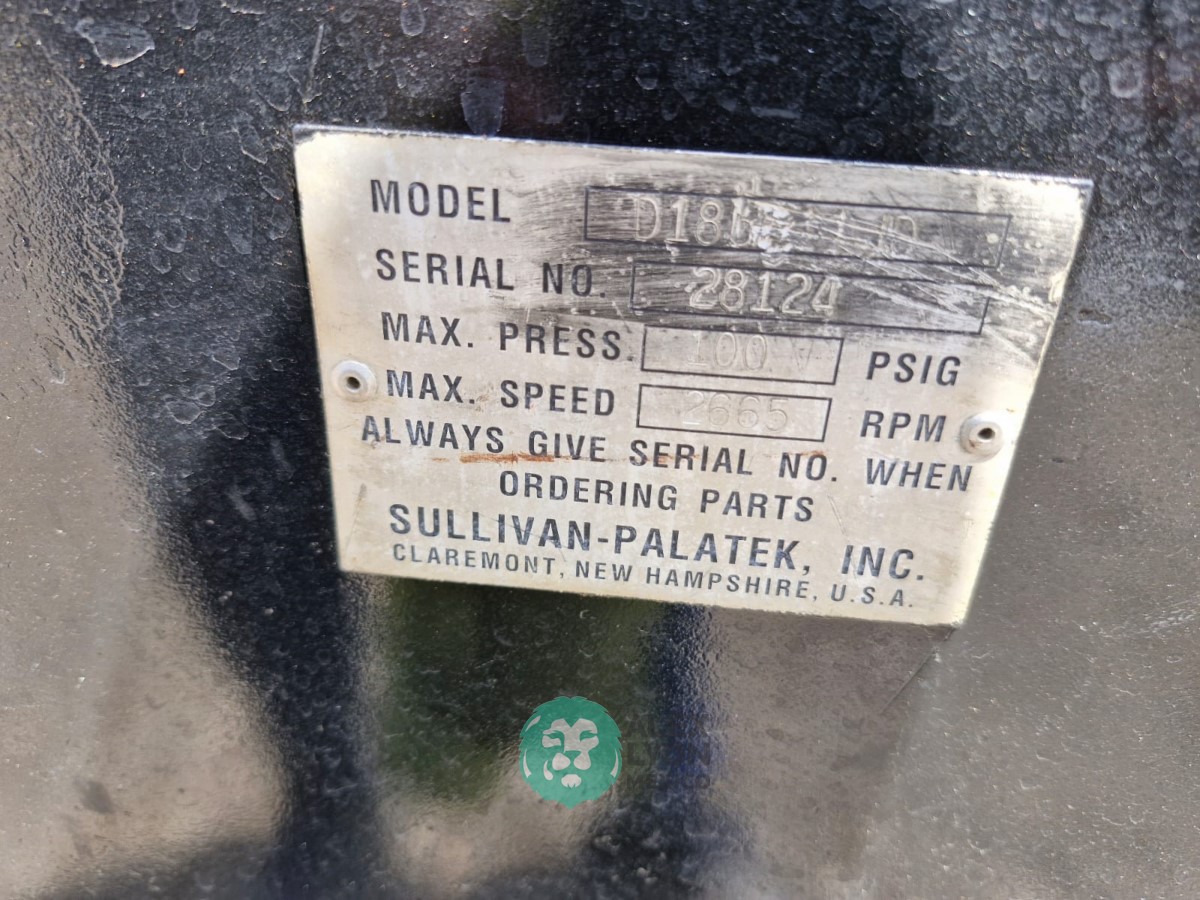 MODEL
SERIAL NO. 28124
MAX. PRESS. 100 PSIG
MAX. SPEED 2665 RPM
ALWAYS GIVE SERIAL NO. WHEN
ORDERING PARTS
SULLIVAN-PALATEK, INC.
CLAREMONT, NEW HAMPSHIRE, U.S.A.